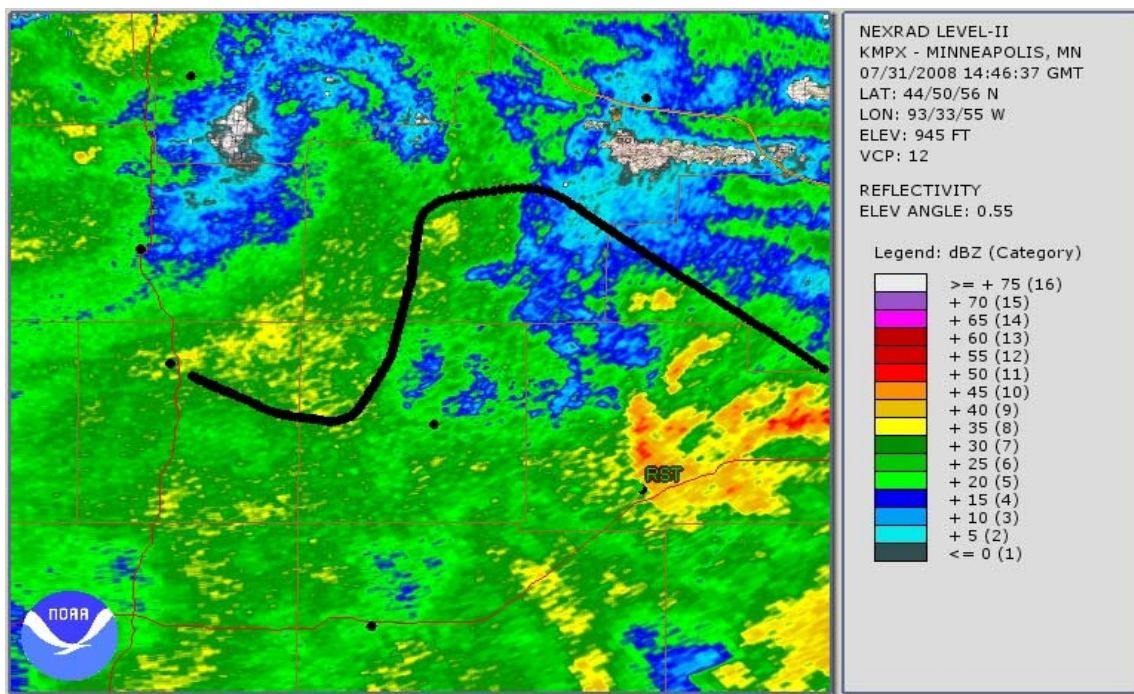 NEXRAD LEVEL-II
KMPX - MINNEAPOLIS, MN
07/31/2008 14:46:37 GMT
LAT: 44/50/56 N
LON: 93/33/55 W
ELEV: 945 FT
VCP: 12
REFLECTIVITY
ELEV ANGLE: 0.55
Legend: dBZ (Category)
>= + 75 (16)
+ 70 (15)
+ 65 (14)
+ 60 (13)
+ 55 (12)
+ 50 (11)
+ 45 (10)
+ 40 (9)
+ 35 (8)
+ 30 (7)
+ 25 (6)
+ 20 (5)
+ 15 (4)
+ 10 (3)
+ 5 (2)
<= 0 (1)
RST
NOAA